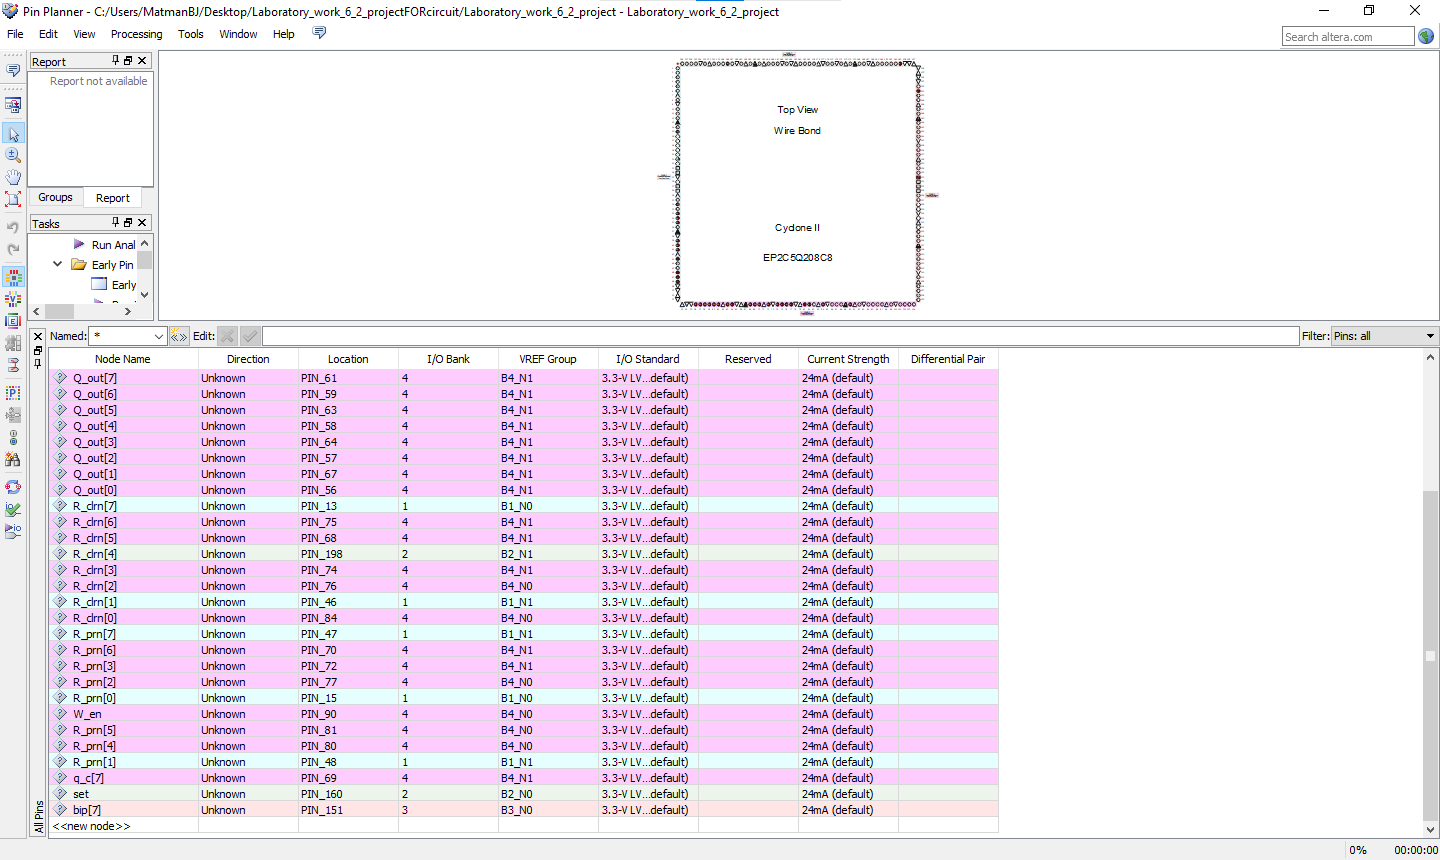 Pin Planner - C:/Users/MatmanBJ/Desktop/Laboratory_work_6_2_projectFORcircuit/Laboratory_work_6_2_project - Laboratory_work_6_2_project
File Edit View Processing Tools Window Help
Search altera.com
Report
Report not available
Groups Report
Tasks
Run Anal
Early Pin
Early
Top View
Wire Bond
Cyclone II
EP2C5Q208C8
Named: * Edit: Filter: Pins: all
Node Name Direction Location I/O Bank VREF Group I/O Standard Reserved Current Strength Differential Pair
Q_out[7] Unknown PIN_61 4 B4_N1 3.3-V LV...default) 24mA (default)
Q_out[6] Unknown PIN_59 4 B4_N1 3.3-V LV...default) 24mA (default)
Q_out[5] Unknown PIN_63 4 B4_N1 3.3-V LV...default) 24mA (default)
Q_out[4] Unknown PIN_58 4 B4_N1 3.3-V LV...default) 24mA (default)
Q_out[3] Unknown PIN_64 4 B4_N1 3.3-V LV...default) 24mA (default)
Q_out[2] Unknown PIN_57 4 B4_N1 3.3-V LV...default) 24mA (default)
Q_out[1] Unknown PIN_67 4 B4_N1 3.3-V LV...default) 24mA (default)
Q_out[0] Unknown PIN_56 4 B4_N1 3.3-V LV...default) 24mA (default)
R_clrn[7] Unknown PIN_13 1 B1_N0 3.3-V LV...default) 24mA (default)
R_clrn[6] Unknown PIN_75 4 B4_N1 3.3-V LV...default) 24mA (default)
R_clrn[5] Unknown PIN_68 4 B4_N1 3.3-V LV...default) 24mA (default)
R_clrn[4] Unknown PIN_198 2 B2_N1 3.3-V LV...default) 24mA (default)
R_clrn[3] Unknown PIN_74 4 B4_N1 3.3-V LV...default) 24mA (default)
R_clrn[2] Unknown PIN_76 4 B4_N0 3.3-V LV...default) 24mA (default)
R_clrn[1] Unknown PIN_46 1 B1_N1 3.3-V LV...default) 24mA (default)
R_clrn[0] Unknown PIN_84 4 B4_N0 3.3-V LV...default) 24mA (default)
R_prn[7] Unknown PIN_47 1 B1_N1 3.3-V LV...default) 24mA (default)
R_prn[6] Unknown PIN_70 4 B4_N1 3.3-V LV...default) 24mA (default)
R_prn[3] Unknown PIN_72 4 B4_N1 3.3-V LV...default) 24mA (default)
R_prn[2] Unknown PIN_77 4 B4_N0 3.3-V LV...default) 24mA (default)
R_prn[0] Unknown PIN_15 1 B1_N0 3.3-V LV...default) 24mA (default)
W_en Unknown PIN_90 4 B4_N0 3.3-V LV...default) 24mA (default)
R_prn[5] Unknown PIN_81 4 B4_N0 3.3-V LV...default) 24mA (default)
R_prn[4] Unknown PIN_80 4 B4_N0 3.3-V LV...default) 24mA (default)
R_prn[1] Unknown PIN_48 1 B1_N1 3.3-V LV...default) 24mA (default)
q_c[7] Unknown PIN_69 4 B4_N1 3.3-V LV...default) 24mA (default)
set Unknown PIN_160 2 B2_N0 3.3-V LV...default) 24mA (default)
bip[7] Unknown PIN_151 3 B3_N0 3.3-V LV...default) 24mA (default)
<<new node>>
All Pins
0% 00:00:00